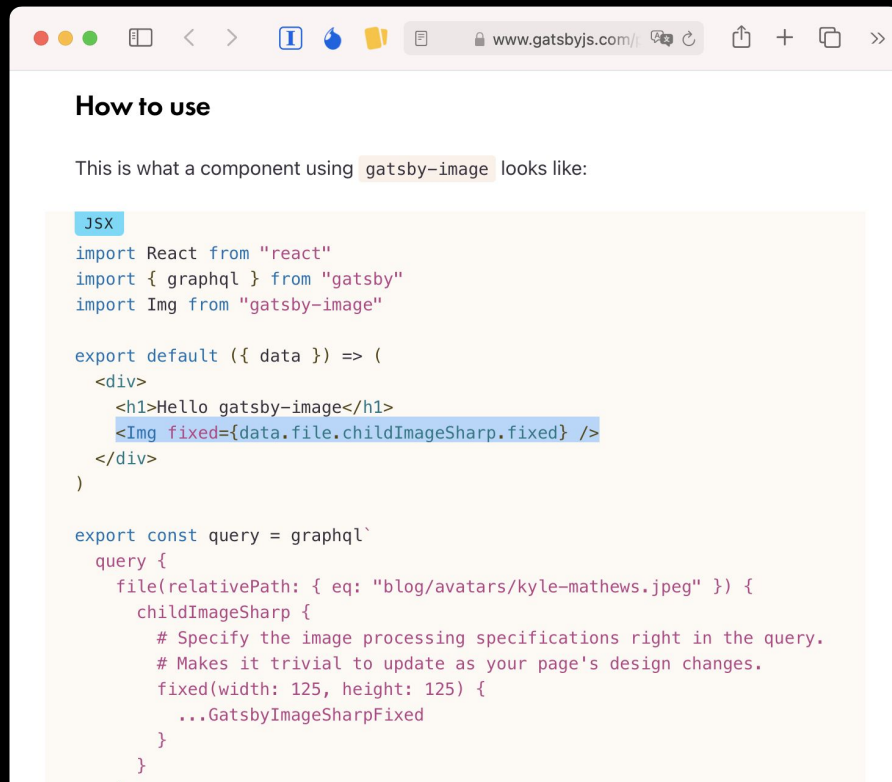 www.gatsbyjs.com/
How to use
This is what a component using gatsby-image looks like:
JSX
import React from "react"
import { graphql } from "gatsby"
import Img from "gatsby-image"
export default ({ data }) => (
<div>
<h1>Hello gatsby-image</h1>
<Img fixed={data.file.childImageSharp.fixed} />
</div>
)
export const query = graphql`
query {
file(relativePath: { eq: "blog/avatars/kyle-mathews.jpeg" }) {
childImageSharp {
# Specify the image processing specifications right in the query.
# Makes it trivial to update as your page's design changes.
fixed(width: 125, height: 125) {
...GatsbyImageSharpFixed
}
}